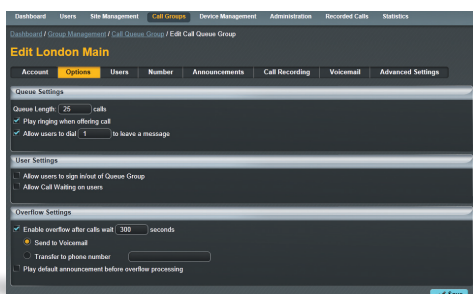 Dashboard Users Site Management Call Groups Device Management Administration Recorded Calls Statistics
Dashboard / Group Management / Call Queue Group / Edit Call Queue Group
Edit London Main
Account Options Users Number Announcements Call Recording Voicemail Advanced Settings
Queue Settings
Queue Length: 25 calls
Play ringing when offering call
Allow users to dial 1 to leave a message
User Settings
Allow users to sign in/out of Queue Group
Allow Call Waiting on users
Overflow Settings
Enable overflow after calls wait 300 seconds
Send to Voicemail
Transfer to phone number
Play default announcement before overflow processing
Save